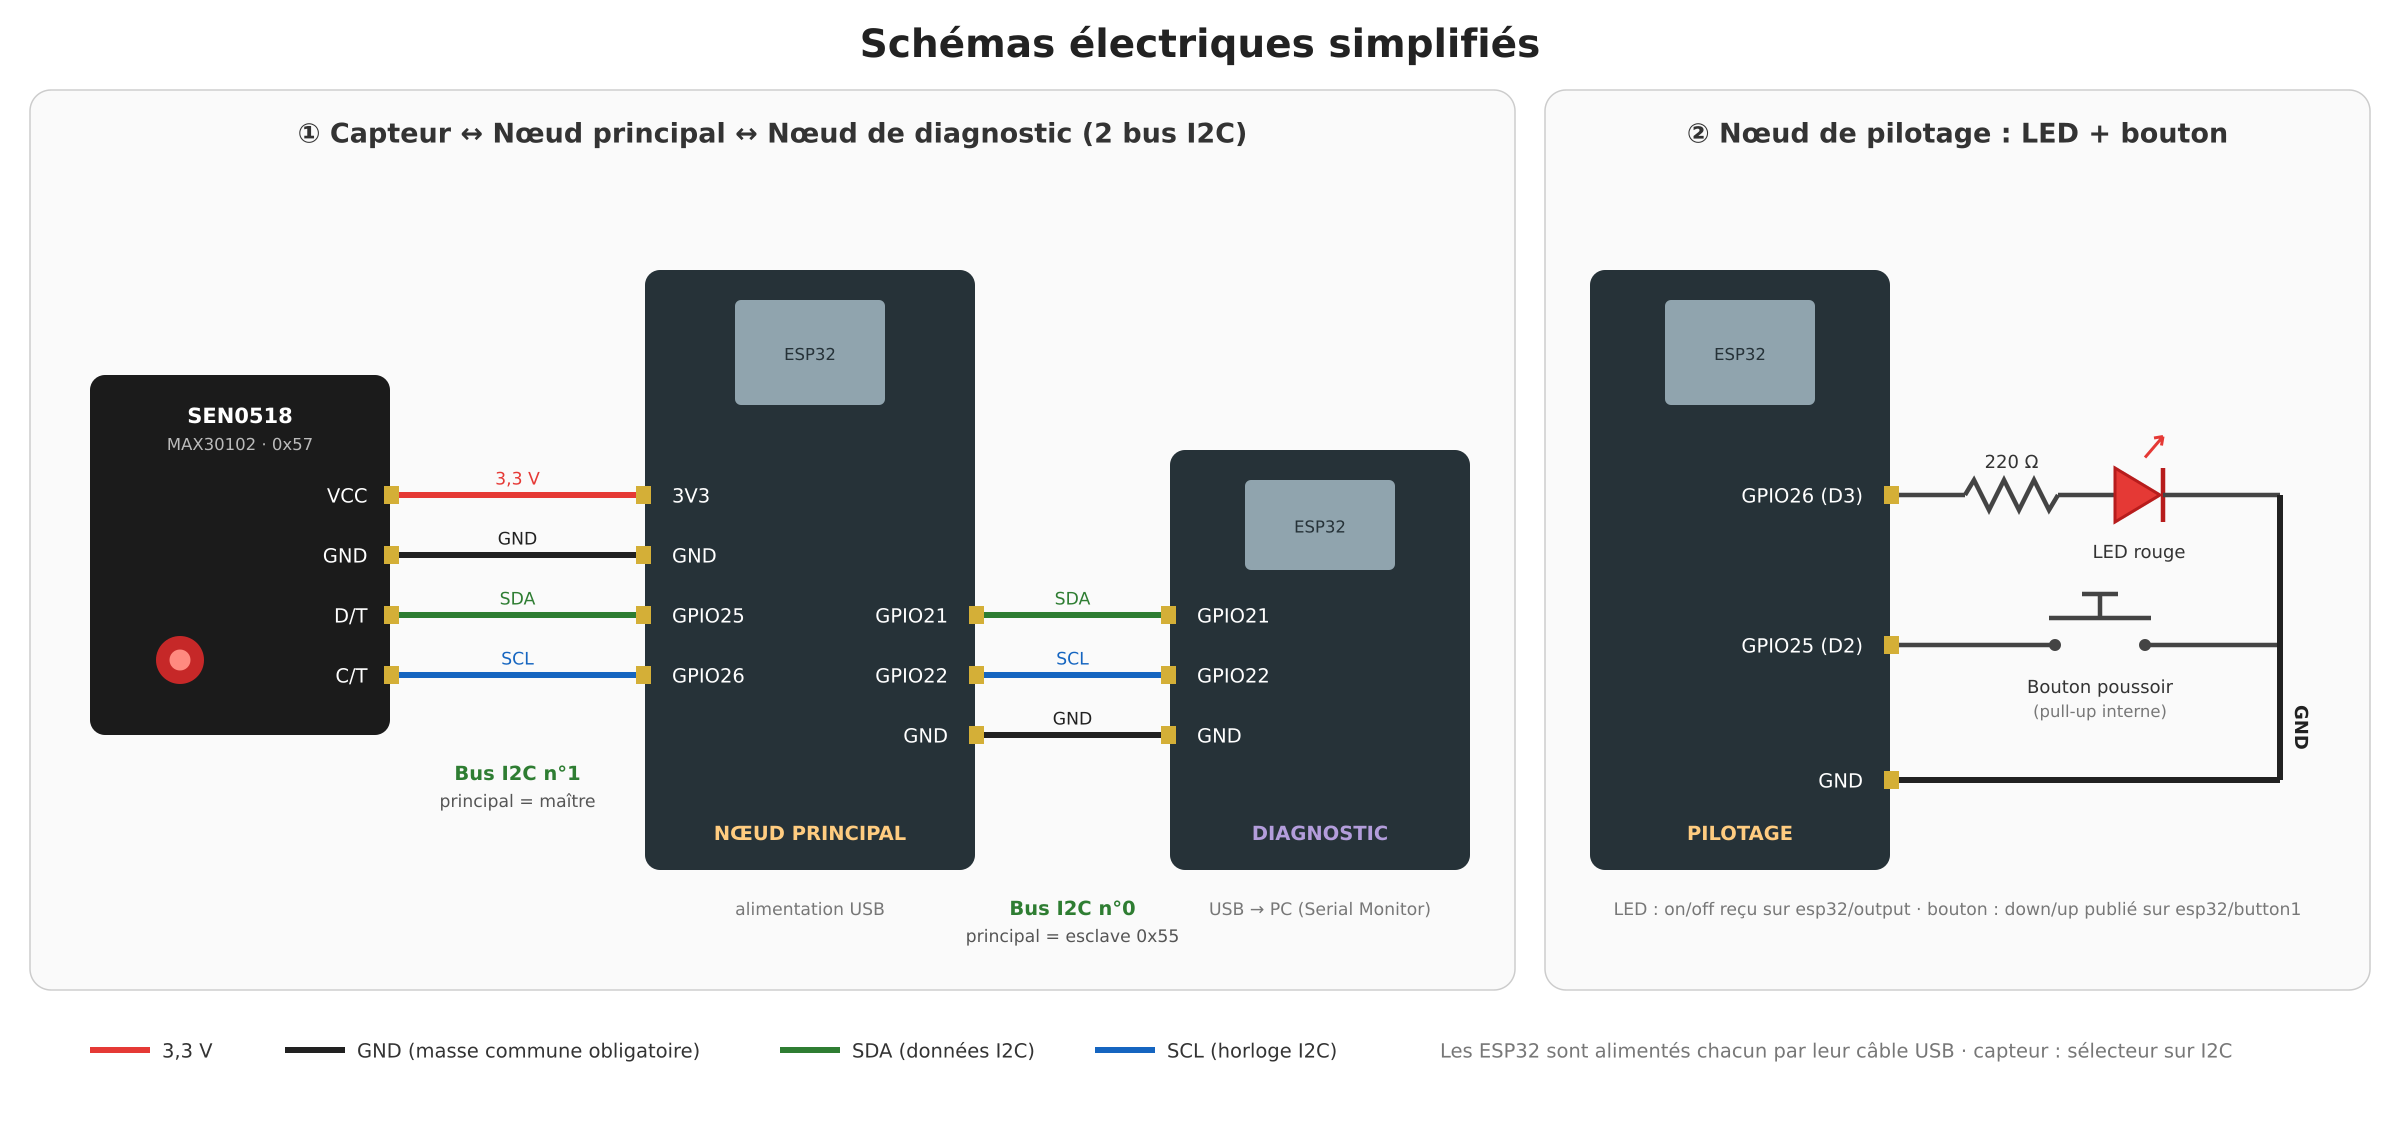 Schémas électriques simplifiés
① Capteur ↔ Nœud principal ↔ Nœud de diagnostic (2 bus I2C)
ESP32
SEN0518
MAX30102 · 0x57
VCC
3,3 V
3V3
GND
GND
GND
D/T
SDA
GPIO25
C/T
SCL
GPIO26
Bus I2C n°1
principal = maître
GPIO21
GPIO22
GND
NŒUD PRINCIPAL
alimentation USB
SDA
SCL
GND
Bus I2C n°0
principal = esclave 0x55
ESP32
GPIO21
GPIO22
GND
DIAGNOSTIC
USB → PC (Serial Monitor)
② Nœud de pilotage : LED + bouton
ESP32
GPIO26 (D3)
220 Ω
LED rouge
GPIO25 (D2)
Bouton poussoir
(pull-up interne)
GND
GND
PILOTAGE
LED : on/off reçu sur esp32/output · bouton : down/up publié sur esp32/button1
3,3 V
GND (masse commune obligatoire)
SDA (données I2C)
SCL (horloge I2C)
Les ESP32 sont alimentés chacun par leur câble USB · capteur : sélecteur sur I2C